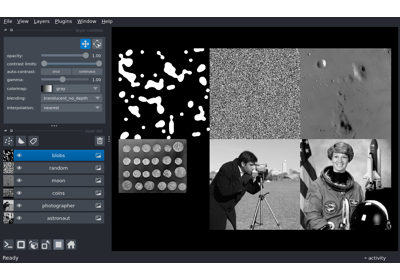 File View Layers Plugins Window Help
opacity: 1.00
contrast limits:
auto-contrast: once continuous
gamma: 1.00
colormap: gray
blending: translucent_no_depth
interpolation: nearest
blobs
random
moon
coins
photographer
astronaut
Ready activity